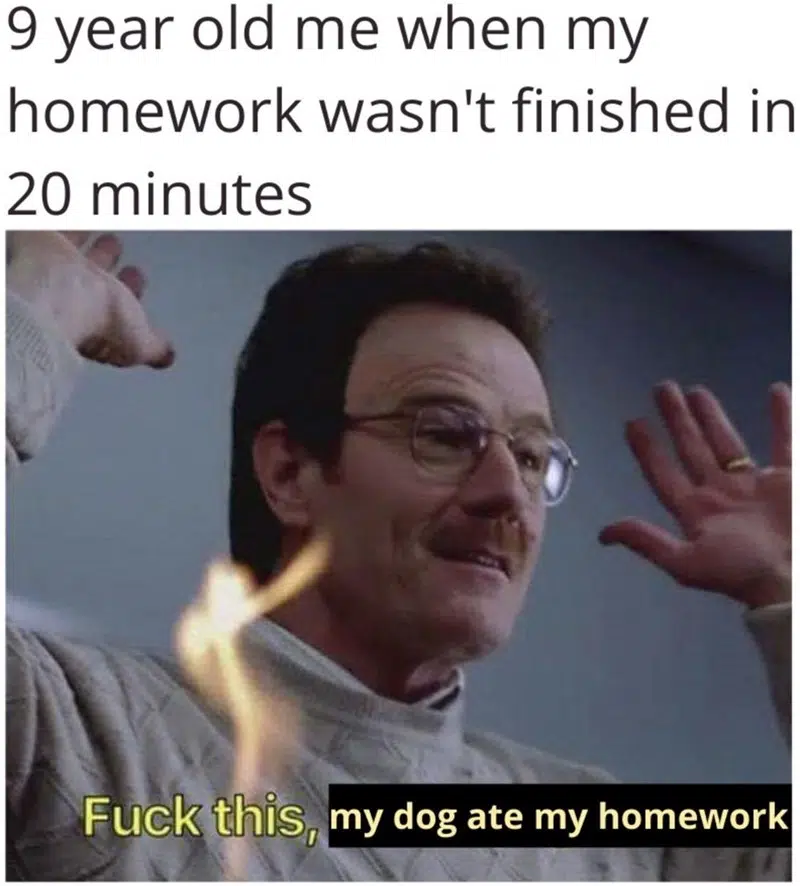 9 year old me when my
homework wasn't finished in
20 minutes
Fuck this, my dog ate my homework